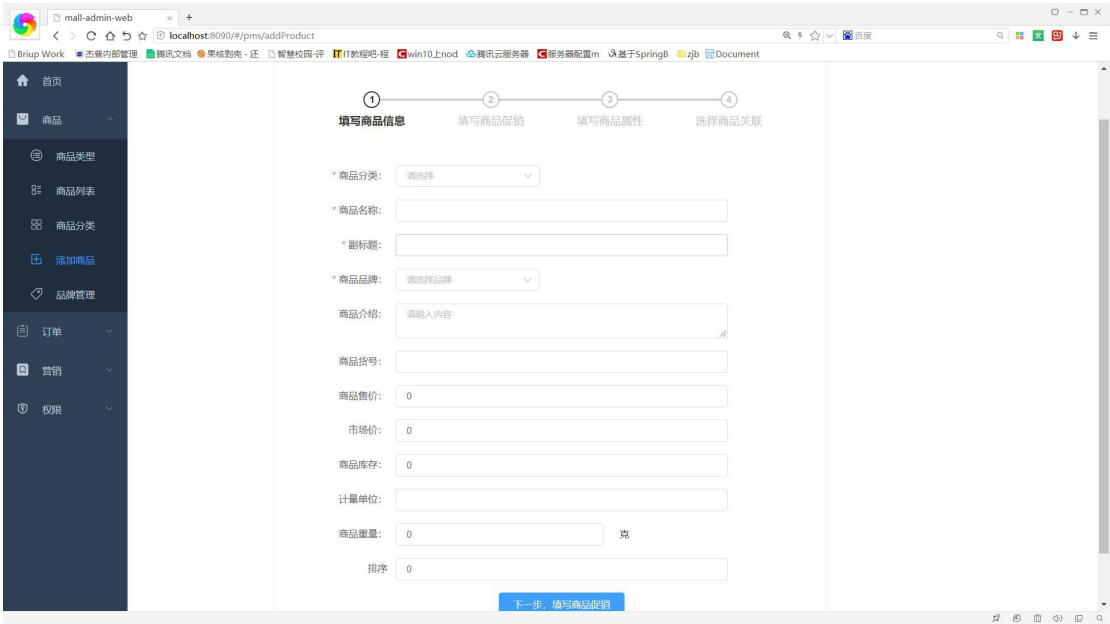 mall-admin-web × +
localhost:8090/#/pms/addProduct 百度
Briup Work 杰普内部管理 腾讯文档 果核剥壳 - 还 智慧校园-评 IT教程吧-程 win10上nod 腾讯云服务器 服务器配置m 基于SpringB zjb Document
首页
商品
商品类型
商品列表
商品分类
添加商品
品牌管理
订单
营销
权限
1 2 3 4
填写商品信息 填写商品促销 填写商品属性 选择商品关联
* 商品分类: 请选择
* 商品名称:
* 副标题:
* 商品品牌: 请选择品牌
商品介绍: 请输入内容
商品货号:
商品售价: 0
市场价: 0
商品库存: 0
计量单位:
商品重量: 0 克
排序 0
下一步，填写商品促销